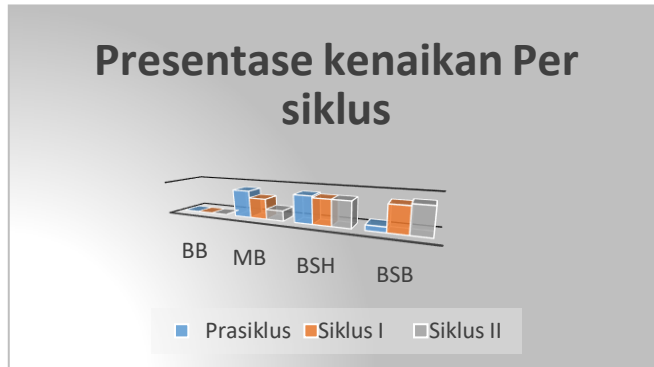 Presentase kenaikan Per
siklus
BB MB BSH BSB
Prasiklus Siklus I Siklus II